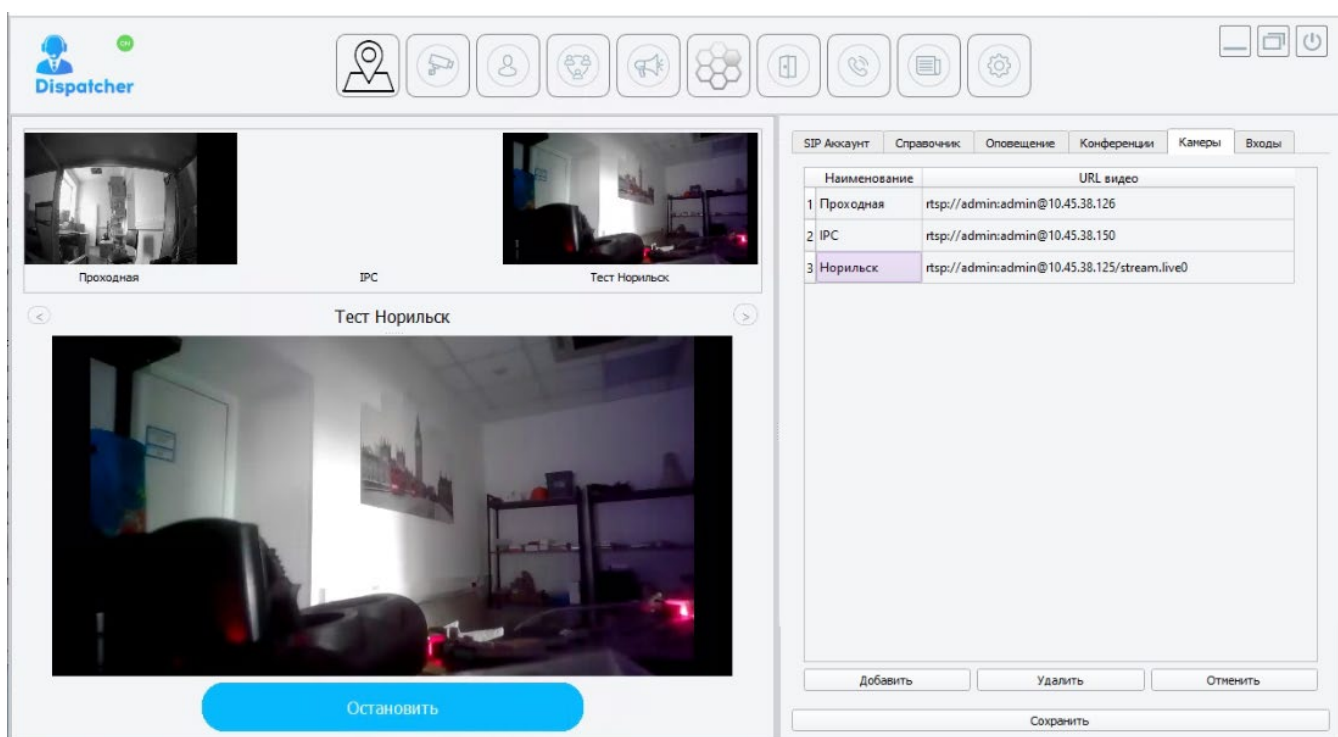 ON
Dispatcher
Проходная
IPC
Тест Норильск
<
Тест Норильск
>
Остановить
SIP Аккаунт
Справочник
Оповещение
Конференции
Камеры
Входы
Наименование
URL видео
1 Проходная rtsp://admin:admin@10.45.38.126
2 IPC rtsp://admin:admin@10.45.38.150
3 Норильск rtsp://admin:admin@10.45.38.125/stream.live0
Добавить
Удалить
Отменить
Сохранить